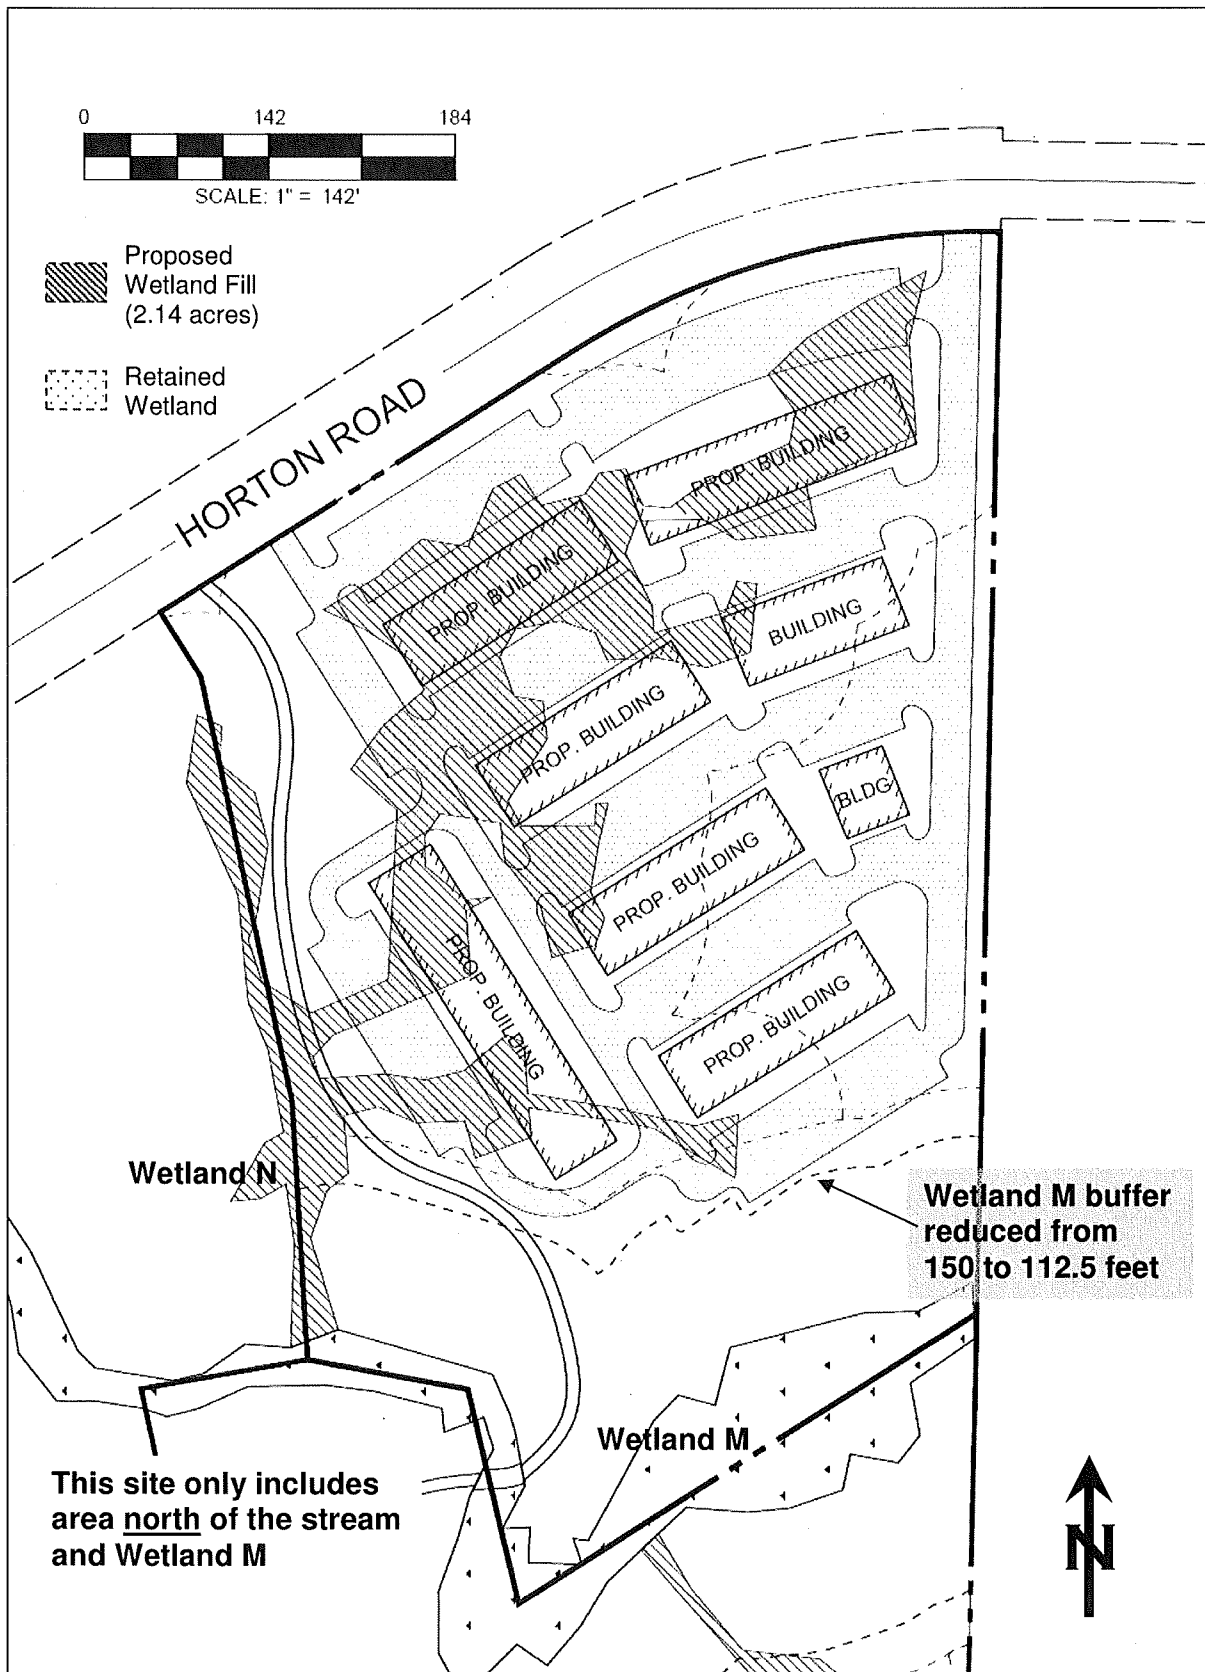 0 142 184
SCALE: 1" = 142'
Proposed
Wetland Fill
(2.14 acres)
Retained
Wetland
HORTON ROAD
PROP. BUILDING
PROP. BUILDING
BUILDING
PROP. BUILDING
BLDG
PROP. BUILDING
PROP. BUILDING
PROP. BUILDING
Wetland N
Wetland M buffer
reduced from
150 to 112.5 feet
Wetland M
This site only includes
area north of the stream
and Wetland M
N